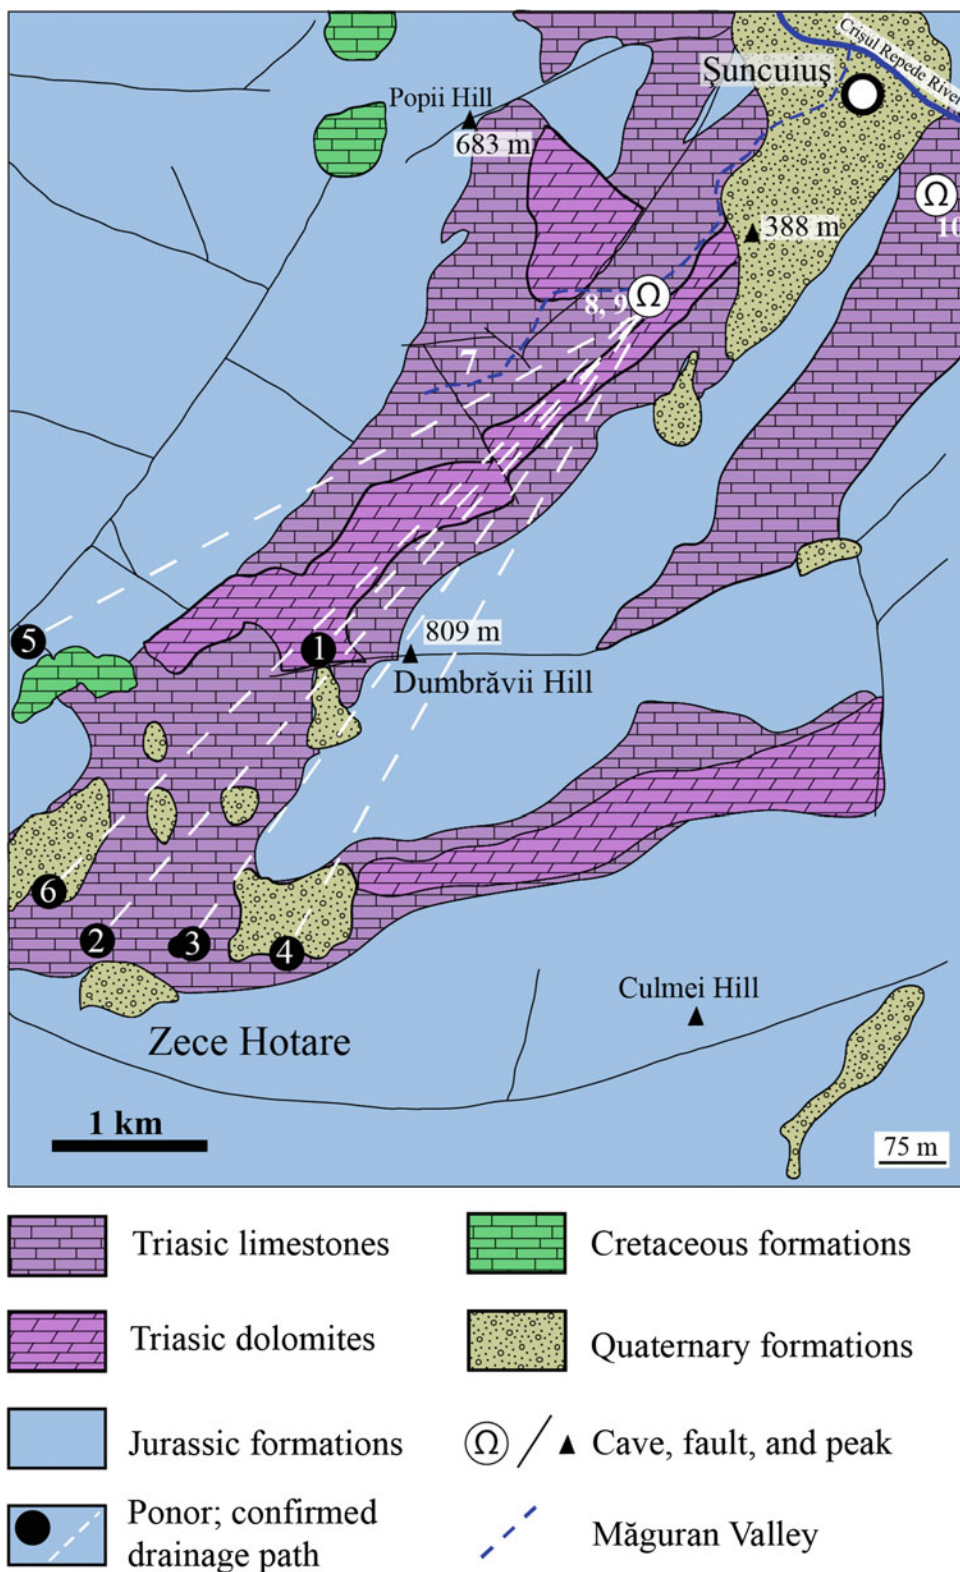 Crişul Repede River
Şuncuiuş
Popii Hill
683 m
Ω
10
388 m
Ω
8, 9
7
5
1
809 m
Dumbrăvii Hill
6
2
3
4
Culmei Hill
Zece Hotare
1 km
75 m
Triasic limestones
Cretaceous formations
Triasic dolomites
Quaternary formations
Jurassic formations
Ω
Cave, fault, and peak
Ponor; confirmed
drainage path
Măguran Valley